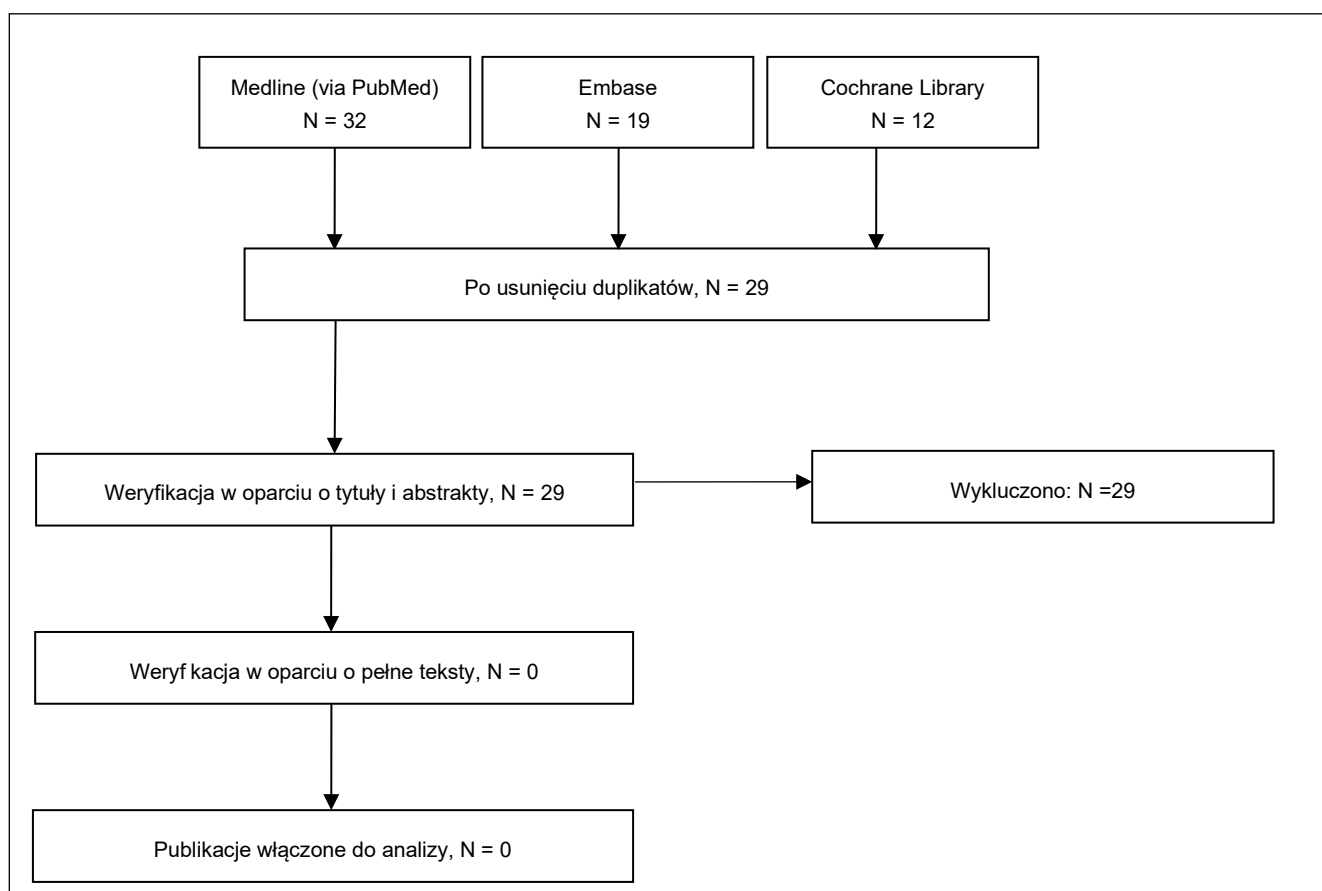 Medline (via PubMed)
N = 32
Embase
N = 19
Cochrane Library
N = 12
Po usunięciu duplikatów, N = 29
Weryfikacja w oparciu o tytuły i abstrakty, N = 29
Wykluczono: N =29
Weryf kacja w oparciu o pełne teksty, N = 0
Publikacje włączone do analizy, N = 0